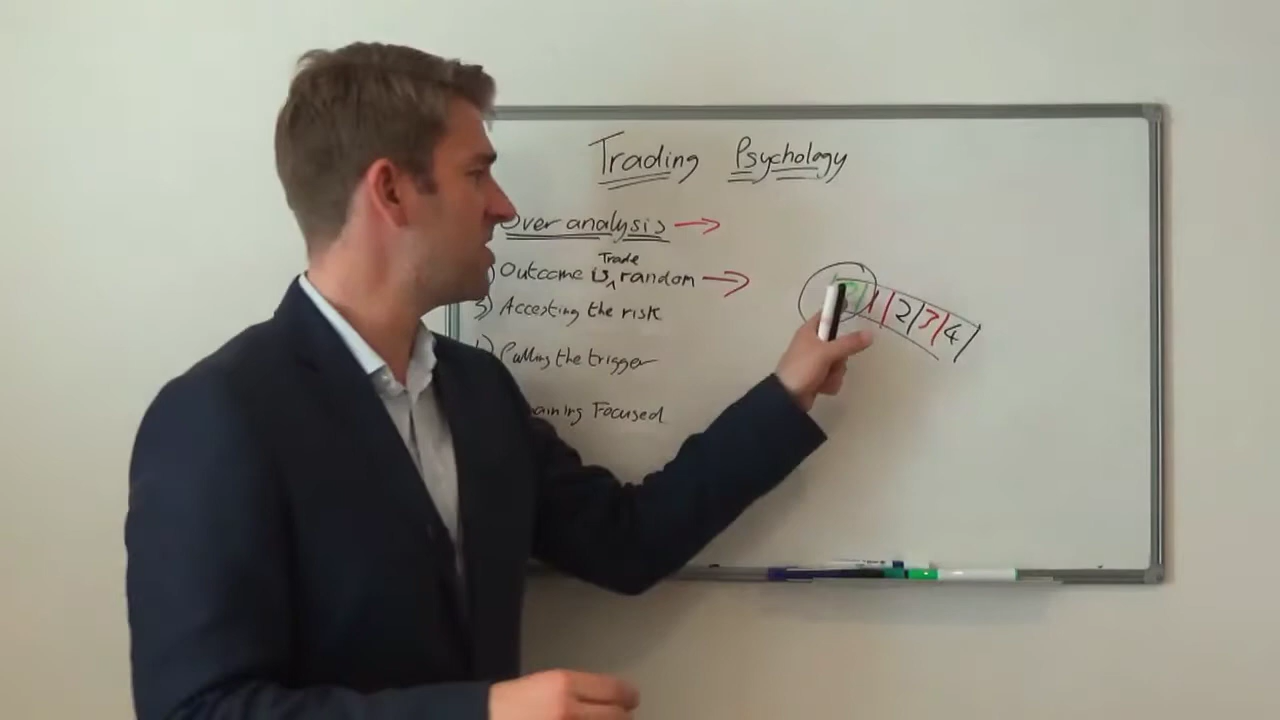 Trading Psychology
Over analysis →
Trade
Outcome is ^ random →
3) Accepting the risk
Pulling the trigger
Focused
1 2 3 4